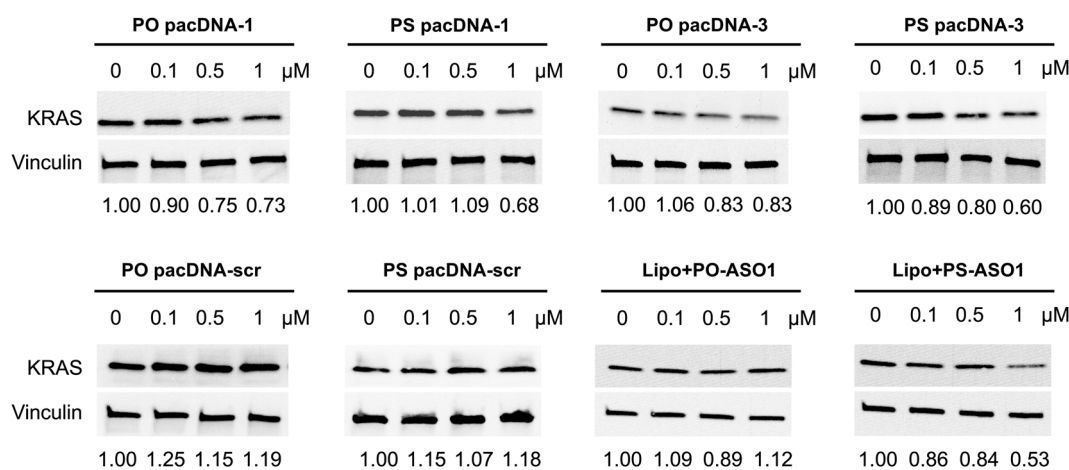 PO pacDNA-1 PS pacDNA-1 PO pacDNA-3 PS pacDNA-3
0 0.1 0.5 1 μM 0 0.1 0.5 1 μM 0 0.1 0.5 1 μM 0 0.1 0.5 1 μM
KRAS
Vinculin
1.00 0.90 0.75 0.73 1.00 1.01 1.09 0.68 1.00 1.06 0.83 0.83 1.00 0.89 0.80 0.60
PO pacDNA-scr PS pacDNA-scr Lipo+PO-ASO1 Lipo+PS-ASO1
0 0.1 0.5 1 μM 0 0.1 0.5 1 μM 0 0.1 0.5 1 μM 0 0.1 0.5 1 μM
KRAS
Vinculin
1.00 1.25 1.15 1.19 1.00 1.15 1.07 1.18 1.00 1.09 0.89 1.12 1.00 0.86 0.84 0.53